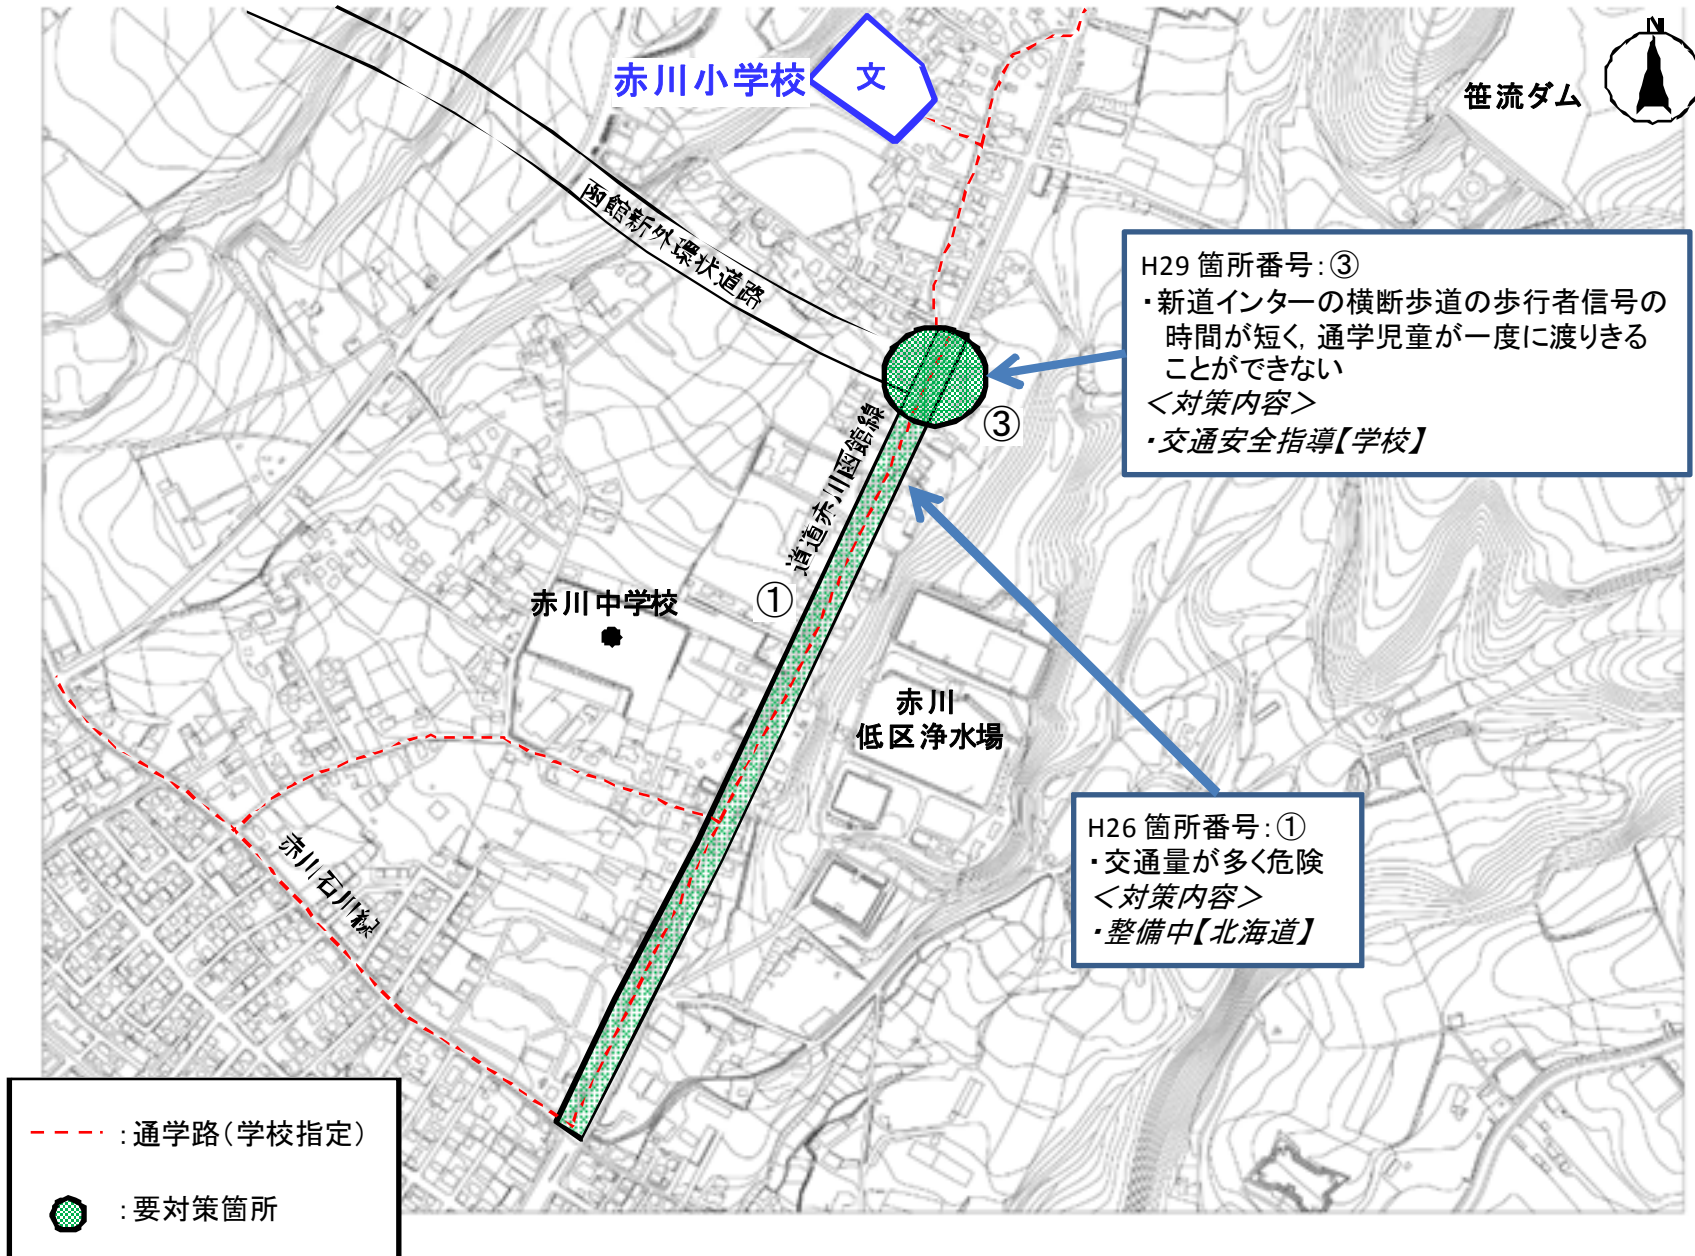 赤川小学校
文
N
笹流ダム
函館新外環状道路
H29 箇所番号：③
・新道インターの横断歩道の歩行者信号の
時間が短く，通学児童が一度に渡りきる
ことができない
＜対策内容＞
・交通安全指導【学校】
③
道道赤川函館線
①
赤川中学校
赤川
低区浄水場
H26 箇所番号：①
・交通量が多く危険
＜対策内容＞
・整備中【北海道】
赤川石川線
：通学路（学校指定）
：要対策箇所